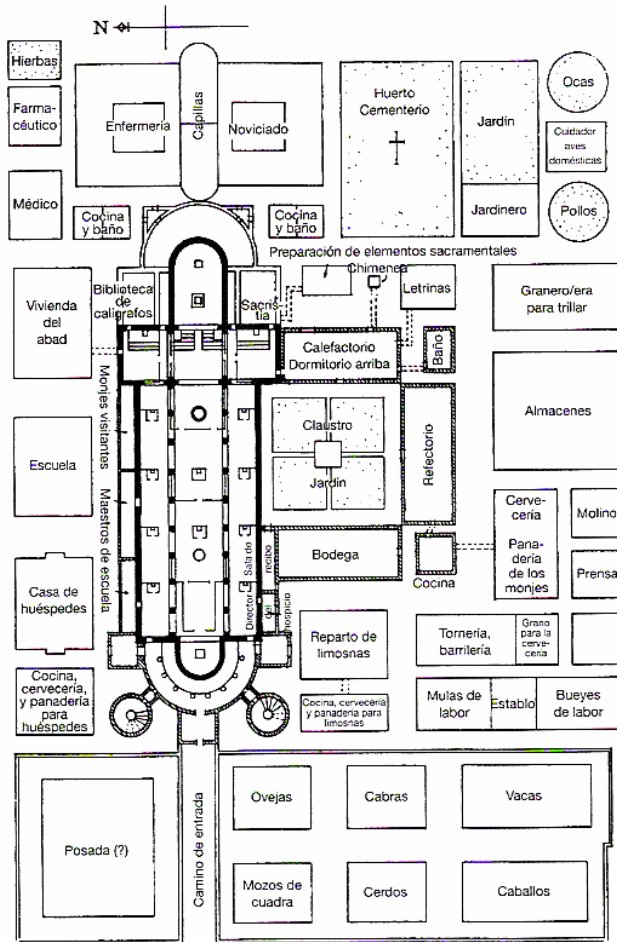 N
Hierbas
Farma-
céutico
Médico
Enfermería
Capillas
Noviciado
Huerto
Cementerio
Jardín
Jardinero
Ocas
Cuidador
aves
domésticas
Pollos
Cocina
y baño
Cocina
y baño
Preparación de elementos sacramentales
Chimenea
Letrinas
Granero/era
para trillar
Vivienda
del
abad
Biblioteca
de
calígrafos
Sacris
tia
Calefactorio
Dormitorio arriba
Baño
Almacenes
Monjes visitantes
Escuela
Maestros de escuela
Claustro
Jardín
Refectorio
Cerve-
cería
Pana-
dería
de los
monjes
Molino
Prensa
Casa de
huéspedes
Sala do
recibo
Director
del
hospicio
Bodega
Cocina
Reparto de
limosnas
Tornería,
barrilería
Grano
para la
cerve-
cería
Cocina,
cervecería,
y panadería
para
huéspedes
Cocina, cervecería
y panadería para
limosnas
Mulas de
labor
Establo
Bueyes
de labor
Posada (?)
Camino de entrada
Ovejas
Cabras
Vacas
Mozos de
cuadra
Cerdos
Caballos